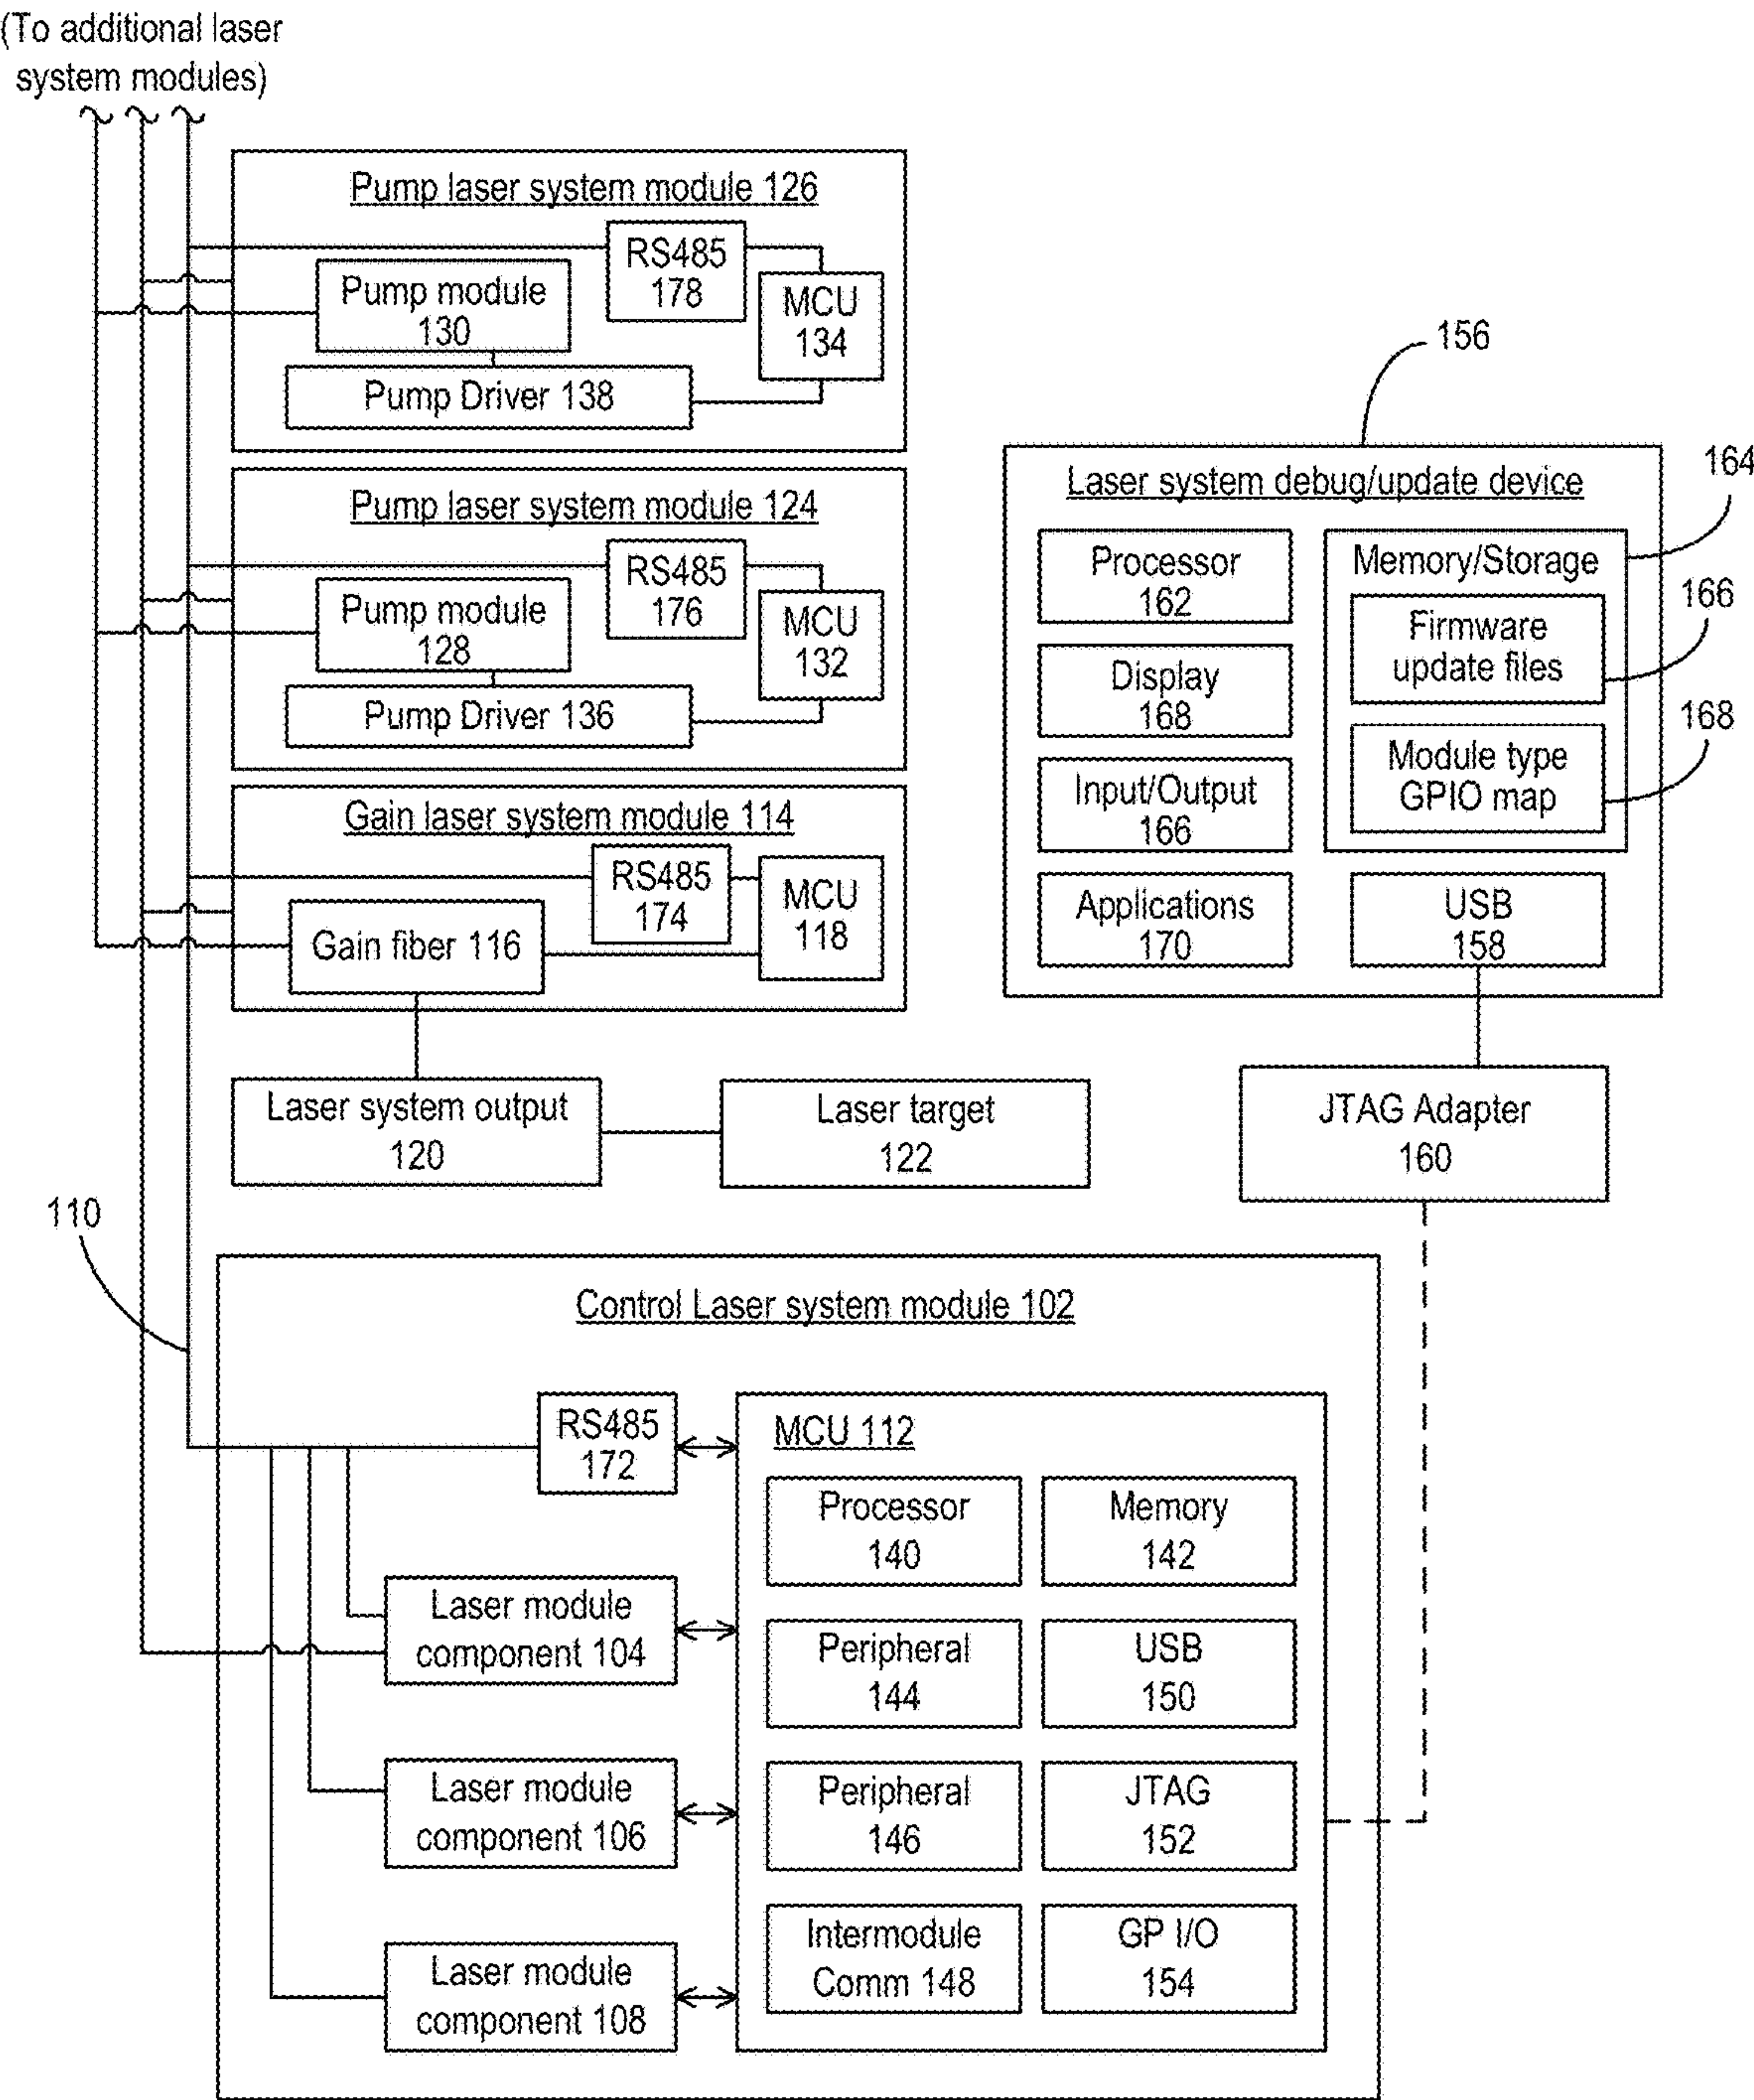 (To additional laser
system modules)
Pump laser system module 126
RS485
178
Pump module
130
MCU
134
Pump Driver 138
156
Pump laser system module 124
RS485
176
Pump module
128
MCU
132
Pump Driver 136
Laser system debug/update device
164
Processor
162
Memory/Storage
166
Firmware
update files
Display
168
168
Module type
GPIO map
Input/Output
166
Applications
170
USB
158
Gain laser system module 114
RS485
174
MCU
118
Gain fiber 116
Laser system output
120
Laser target
122
JTAG Adapter
160
110
Control Laser system module 102
RS485
172
MCU 112
Processor
140
Memory
142
Laser module
component 104
Peripheral
144
USB
150
Laser module
component 106
Peripheral
146
JTAG
152
Laser module
component 108
Intermodule
Comm 148
GP I/O
154